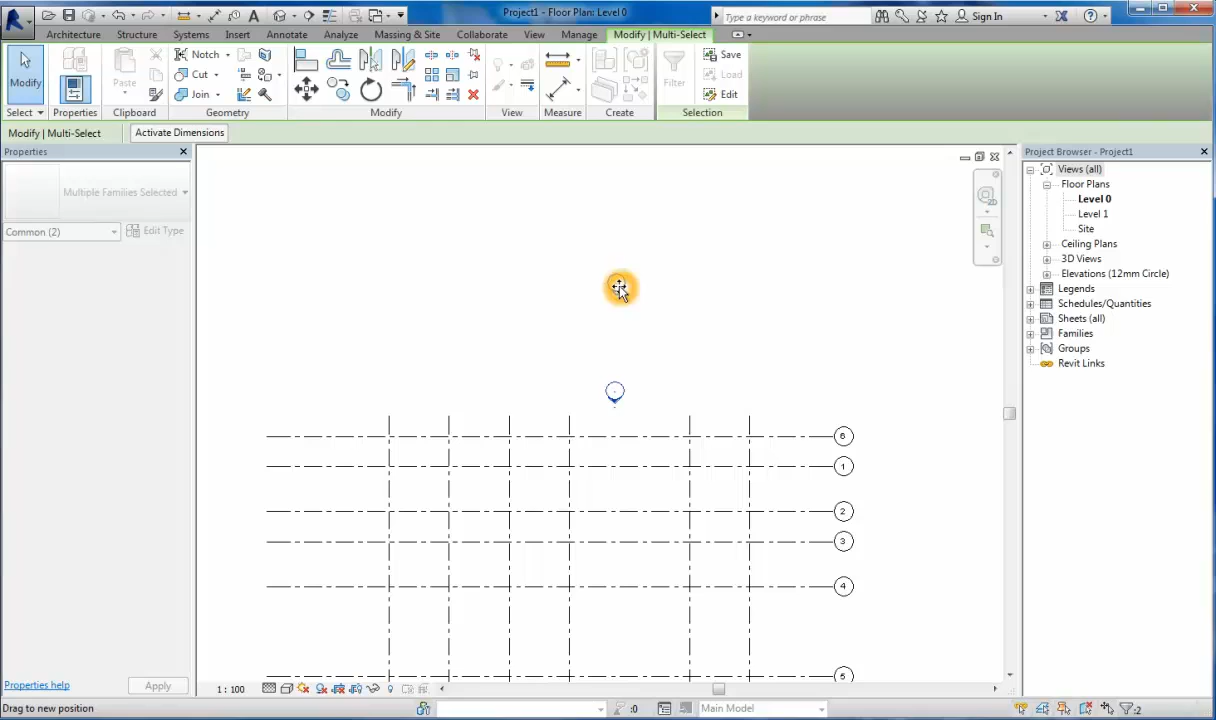 Project1 - Floor Plan: Level 0
Type a keyword or phrase
Sign In
Architecture
Structure
Systems
Insert
Annotate
Analyze
Massing & Site
Collaborate
View
Manage
Modify | Multi-Select
Modify
Paste
Notch
Cut
Join
Filter
Save
Load
Edit
Select
Properties
Clipboard
Geometry
Modify
View
Measure
Create
Selection
Modify | Multi-Select
Activate Dimensions
Properties
Multiple Families Selected
Common (2)
Edit Type
Properties help
Apply
2D
6
1
2
3
4
5
Project Browser - Project1
Views (all)
Floor Plans
Level 0
Level 1
Site
Ceiling Plans
3D Views
Elevations (12mm Circle)
Legends
Schedules/Quantities
Sheets (all)
Families
Groups
Revit Links
1 : 100
Drag to new position
:0
Main Model
:2